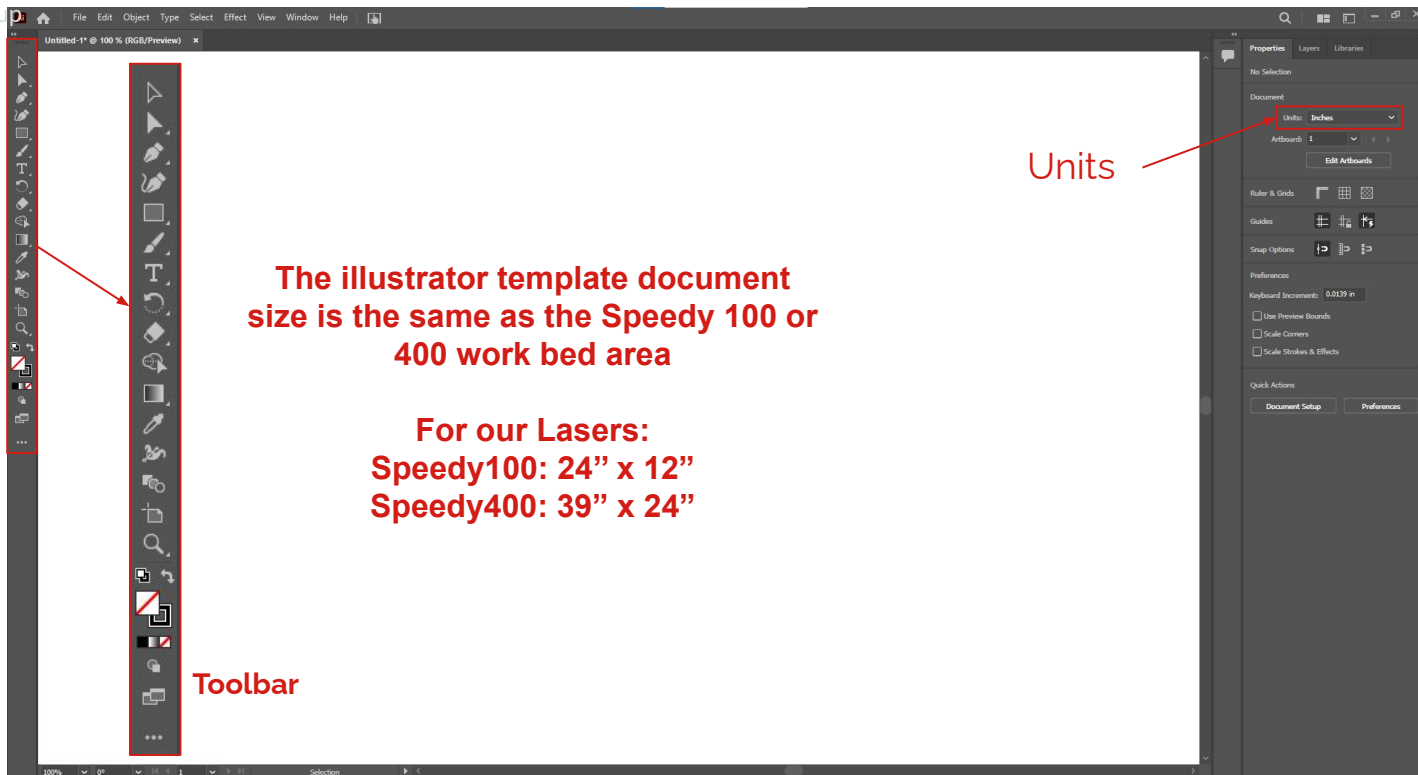 File Edit Object Type Select Effect View Window Help
Untitled-1* @ 100 % (RGB/Preview) ×
Properties Layers Libraries
No Selection
Document
Units: Inches
Artboard: 1
Edit Artboards
Units
Ruler & Grids
Guides
Snap Options
Preferences
Keyboard Increment: 0.0139 in
Use Preview Bounds
Scale Corners
Scale Strokes & Effects
Quick Actions
Document Setup Preferences
The illustrator template document
size is the same as the Speedy 100 or
400 work bed area
For our Lasers:
Speedy100: 24” x 12”
Speedy400: 39” x 24”
Toolbar
100% 0° 1 Selection